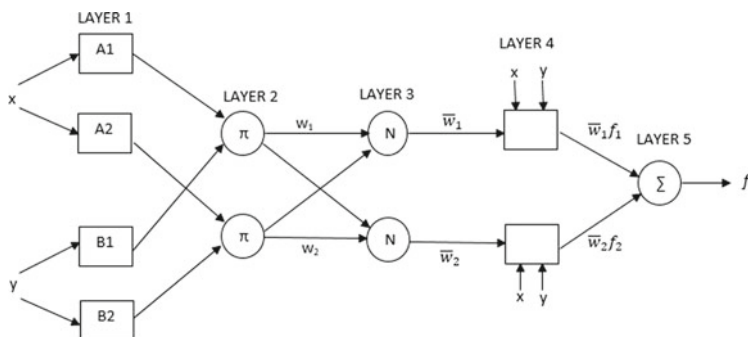 LAYER 1
A1
x
A2
B1
y
B2
LAYER 2
π
π
w₁
w₂
LAYER 3
N
N
w̅₁
w̅₂
LAYER 4
x y
x y
w̅₁f₁
w̅₂f₂
LAYER 5
Σ
f